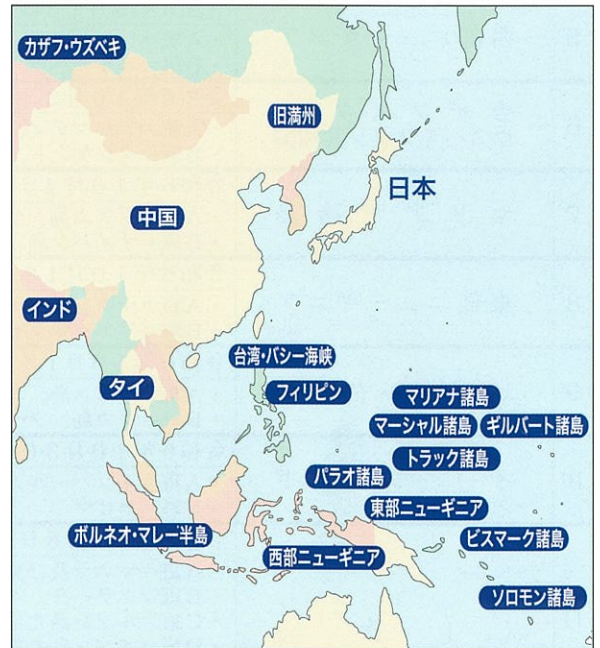 カザフ・ウズベキ
旧満州
日本
中国
インド
台湾・バシー海峡
タイ
フィリピン
マリアナ諸島
マーシャル諸島
ギルバート諸島
トラック諸島
パラオ諸島
東部ニューギニア
ボルネオ・マレー半島
西部ニューギニア
ビスマーク諸島
ソロモン諸島